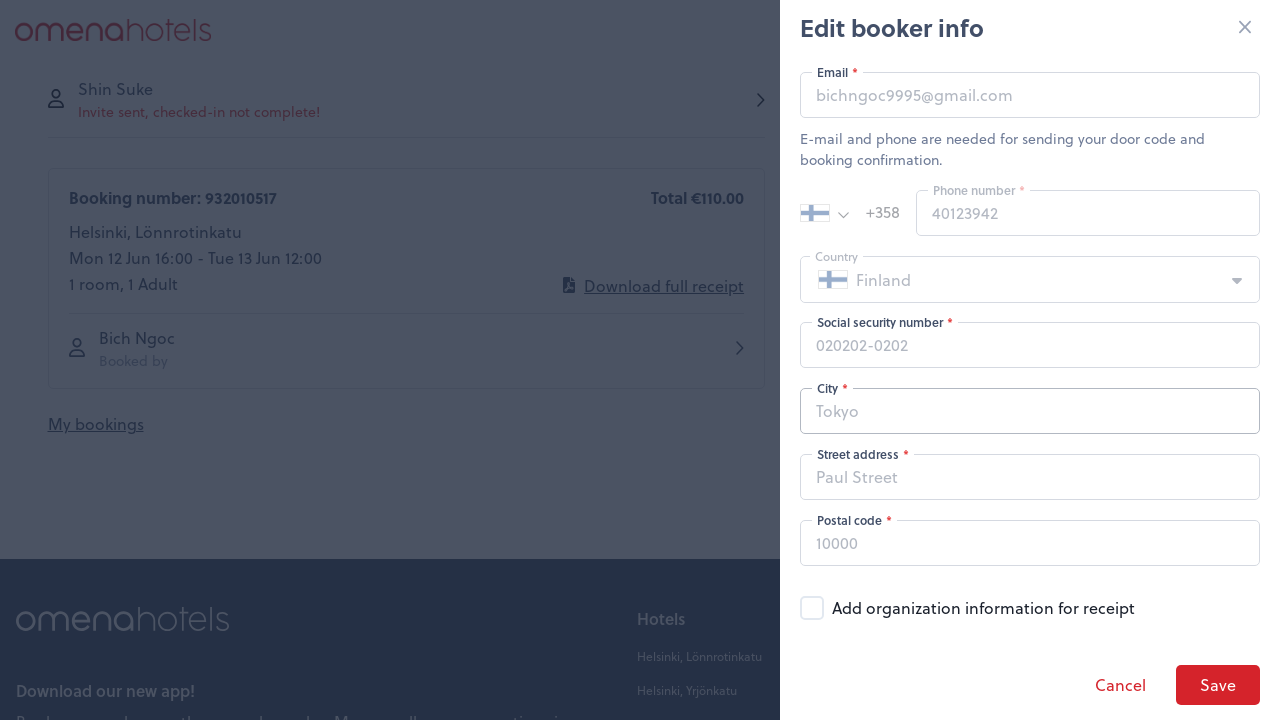 omenahotels
Shin Suke
Invite sent, checked-in not complete!
Booking number: 932010517
Total €110.00
Helsinki, Lönnrotinkatu
Mon 12 Jun 16:00 - Tue 13 Jun 12:00
1 room, 1 Adult
Download full receipt
Bich Ngoc
Booked by
My bookings
omenahotels
Download our new app!
Hotels
Helsinki, Lönnrotinkatu
Helsinki, Yrjönkatu
Edit booker info
Email *
bichngoc9995@gmail.com
E-mail and phone are needed for sending your door code and
booking confirmation.
+358
Phone number *
40123942
Country
Finland
Social security number *
020202-0202
City *
Tokyo
Street address *
Paul Street
Postal code *
10000
Add organization information for receipt
Cancel
Save